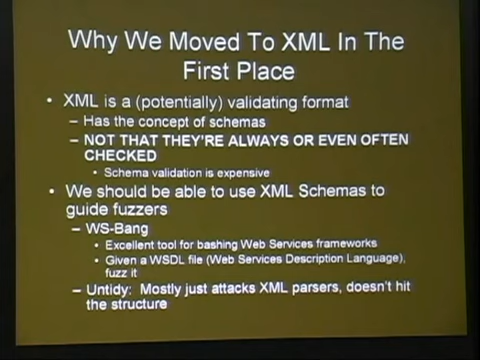 Why We Moved To XML In The
First Place
• XML is a (potentially) validating format
– Has the concept of schemas
– NOT THAT THEY'RE ALWAYS OR EVEN OFTEN
CHECKED
• Schema validation is expensive
• We should be able to use XML Schemas to
guide fuzzers
– WS-Bang
• Excellent tool for bashing Web Services frameworks
• Given a WSDL file (Web Services Description Language),
fuzz it
– Untidy: Mostly just attacks XML parsers, doesn't hit
the structure